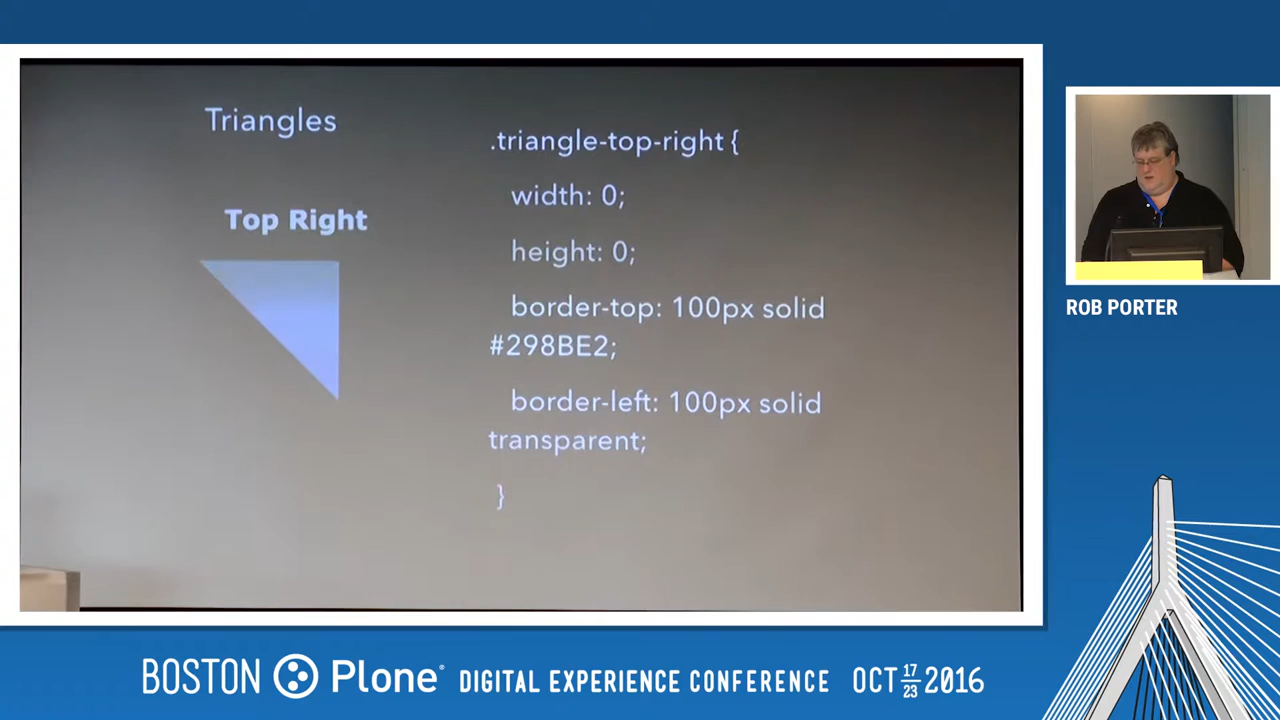 Triangles
Top Right
.triangle-top-right {
width: 0;
height: 0;
border-top: 100px solid
#298BE2;
border-left: 100px solid
transparent;
}
ROB PORTER
BOSTON Plone® DIGITAL EXPERIENCE CONFERENCE OCT 17 23 2016